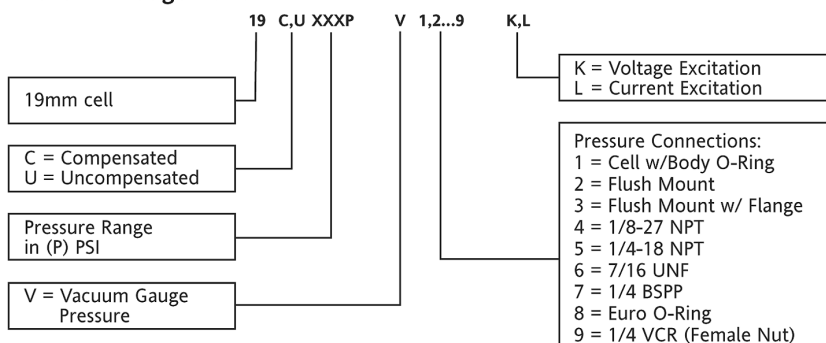 19 C,U XXXP V 1,2...9 K,L
19mm cell
C = Compensated
U = Uncompensated
Pressure Range
in (P) PSI
V = Vacuum Gauge
Pressure
K = Voltage Excitation
L = Current Excitation
Pressure Connections:
1 = Cell w/Body O-Ring
2 = Flush Mount
3 = Flush Mount w/ Flange
4 = 1/8-27 NPT
5 = 1/4-18 NPT
6 = 7/16 UNF
7 = 1/4 BSPP
8 = Euro O-Ring
9 = 1/4 VCR (Female Nut)